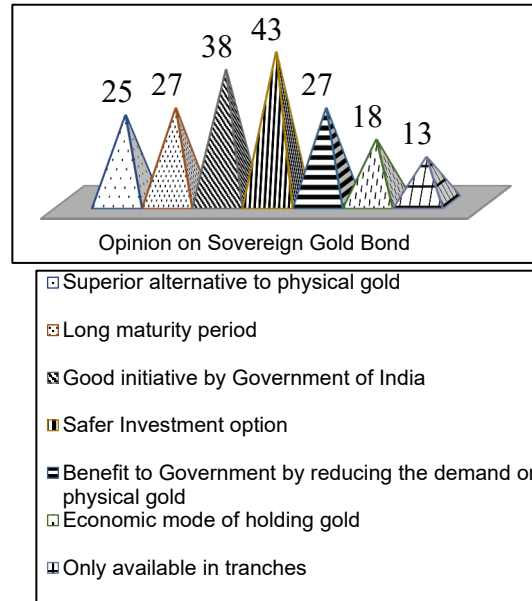 25 27 38 43 27 18 13
Opinion on Sovereign Gold Bond
Superior alternative to physical gold
Long maturity period
Good initiative by Government of India
Safer Investment option
Benefit to Government by reducing the demand or
physical gold
Economic mode of holding gold
Only available in tranches